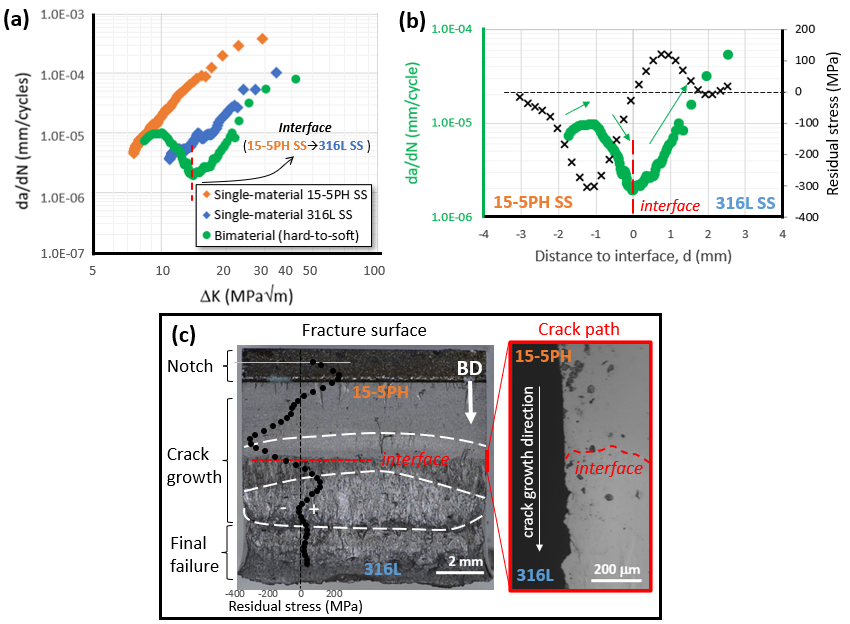 (a)
1.0E-03
1.0E-04
1.0E-05
1.0E-06
1.0E-07
da/dN (mm/cycles)
Interface
(15-5PH SS→316L SS )
Single-material 15-5PH SS
Single-material 316L SS
Bimaterial (hard-to-soft)
5 10 20 30 40 50 100
ΔK (MPa√m)
(b)
1.0E-04
1.0E-05
1.0E-06
da/dN (mm/cycle)
200
100
0
-100
-200
-300
-400
Residual stress (MPa)
15-5PH SS
interface
316L SS
-4 -3 -2 -1 0 1 2 3 4
Distance to interface, d (mm)
(c)
Fracture surface
Notch
Crack
growth
Final
failure
BD
15-5PH
interface
- +
316L
2 mm
-400 -200 0 200
Residual stress (MPa)
Crack path
15-5PH
crack growth direction
interface
316L
200 μm